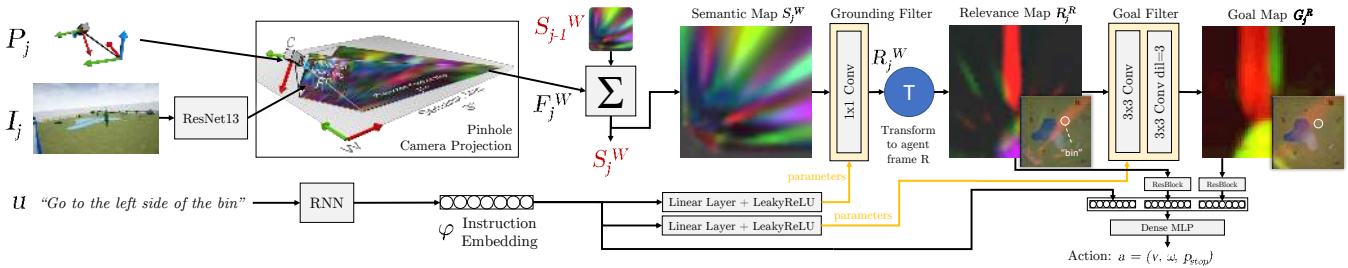 P_j
I_j
ResNet13
C
W
Pinhole
Camera Projection
S_{j-1}^W
F_j^W
Σ
S_j^W
Semantic Map S_j^W
Grounding Filter
1x1 Conv
R_j^W
T
Transform
to agent
frame R
Relevance Map R_j^R
"bin"
Goal Filter
3x3 Conv
3x3 Conv dil=3
Goal Map G_j^R
parameters
parameters
u "Go to the left side of the bin"
RNN
φ Instruction
Embedding
Linear Layer + LeakyReLU
Linear Layer + LeakyReLU
ResBlock
ResBlock
Dense MLP
Action: a = (v, ω, p_stop)